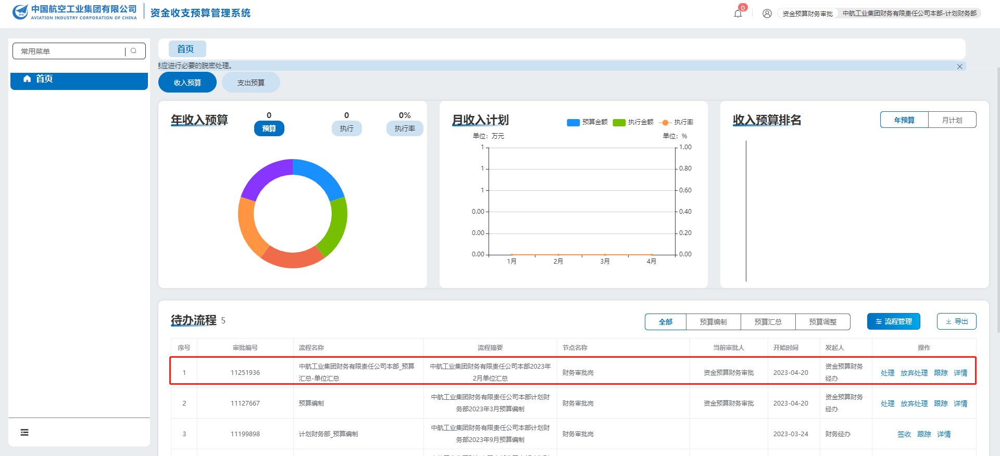 中国航空工业集团有限公司
AVIATION INDUSTRY CORPORATION OF CHINA
资金收支预算管理系统
0
资金预算财务审批 中航工业集团财务有限责任公司本部-计划财务部
常用菜单
首页
首页
息应进行必要的脱密处理。
收入预算 支出预算
年收入预算
0 0 0%
预算 执行 执行率
月收入计划
预算金额 执行金额 执行率
单位：万元 单位：%
1 1.00
1 0.80
1 0.60
0.00 0.40
0.00 0.20
0.00 0.00
1月 2月 3月 4月
收入预算排名
年预算 月计划
待办流程 5
全部 预算编制 预算汇总 预算调整 流程管理 导出
序号 审批编号 流程名称 流程摘要 节点名称 当前审批人 开始时间 发起人 操作
1 11251936 中航工业集团财务有限责任公司本部_预算
汇总-单位汇总
中航工业集团财务有限责任公司本部2023年
2月单位汇总
财务审批岗 资金预算财务审批 2023-04-20 资金预算财务
经办
处理 放弃处理 跟踪 详情
2 11127667 预算编制 中航工业集团财务有限责任公司本部计划财
务部2023年3月预算编制
财务审批岗 资金预算财务审批 2023-04-20 资金预算财务
经办
处理 放弃处理 跟踪 详情
3 11199898 计划财务部_预算编制 中航工业集团财务有限责任公司本部计划财
务部2023年9月预算编制
财务审批岗 2023-03-24 财务经办 签收 跟踪 详情